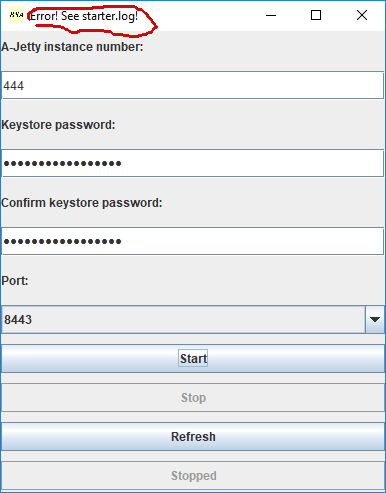 BYA Error! See starter.log!
A-Jetty instance number:
444
Keystore password:
•••••••••••••••••
Confirm keystore password:
•••••••••••••••••
Port:
8443
Start
Stop
Refresh
Stopped